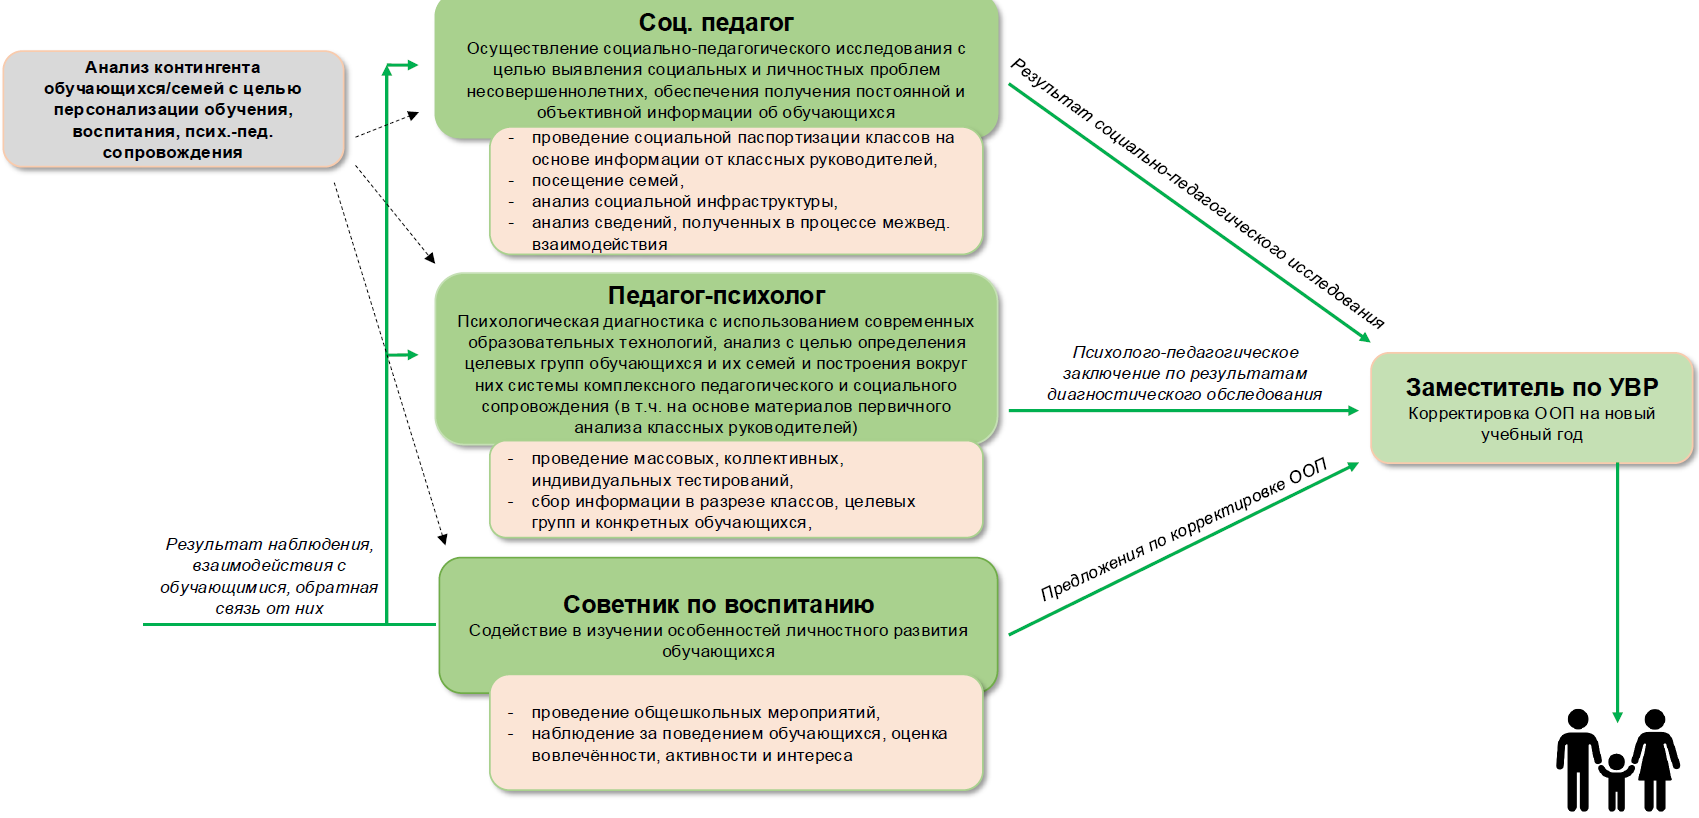 Анализ контингента
обучающихся/семей с целью
персонализации обучения,
воспитания, псих.-пед.
сопровождения
Соц. педагог
Осуществление социально-педагогического исследования с
целью выявления социальных и личностных проблем
несовершеннолетних, обеспечения получения постоянной и
объективной информации об обучающихся
- проведение социальной паспортизации классов на
основе информации от классных руководителей,
- посещение семей,
- анализ социальной инфраструктуры,
- анализ сведений, полученных в процессе межвед.
взаимодействия
Результат социально-педагогического исследования
Педагог-психолог
Психологическая диагностика с использованием современных
образовательных технологий, анализ с целью определения
целевых групп обучающихся и их семей и построения вокруг
них системы комплексного педагогического и социального
сопровождения (в т.ч. на основе материалов первичного
анализа классных руководителей)
- проведение массовых, коллективных,
индивидуальных тестирований,
- сбор информации в разрезе классов, целевых
групп и конкретных обучающихся,
Психолого-педагогическое
заключение по результатам
диагностического обследования
Заместитель по УВР
Корректировка ООП на новый
учебный год
Результат наблюдения,
взаимодействия с
обучающимися, обратная
связь от них
Советник по воспитанию
Содействие в изучении особенностей личностного развития
обучающихся
- проведение общешкольных мероприятий,
- наблюдение за поведением обучающихся, оценка
вовлечённости, активности и интереса
Предложения по корректировке ООП